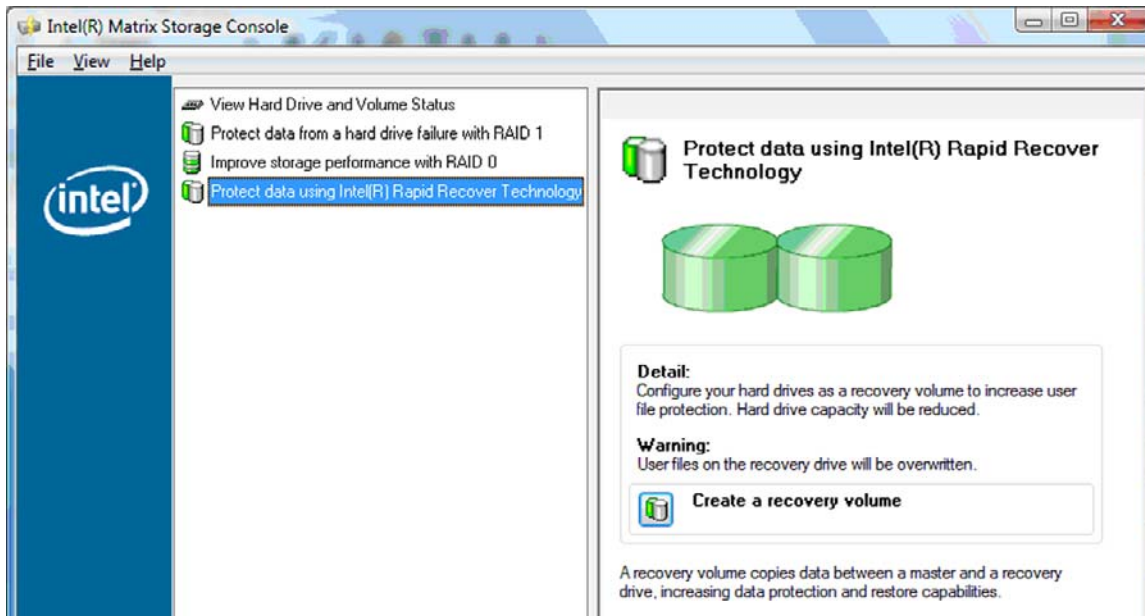 Intel(R) Matrix Storage Console
File View Help
intel
View Hard Drive and Volume Status
Protect data from a hard drive failure with RAID 1
Improve storage performance with RAID 0
Protect data using Intel(R) Rapid Recover Technology
Protect data using Intel(R) Rapid Recover
Technology
Detail:
Configure your hard drives as a recovery volume to increase user
file protection. Hard drive capacity will be reduced.
Warning:
User files on the recovery drive will be overwritten.
Create a recovery volume
A recovery volume copies data between a master and a recovery
drive, increasing data protection and restore capabilities.